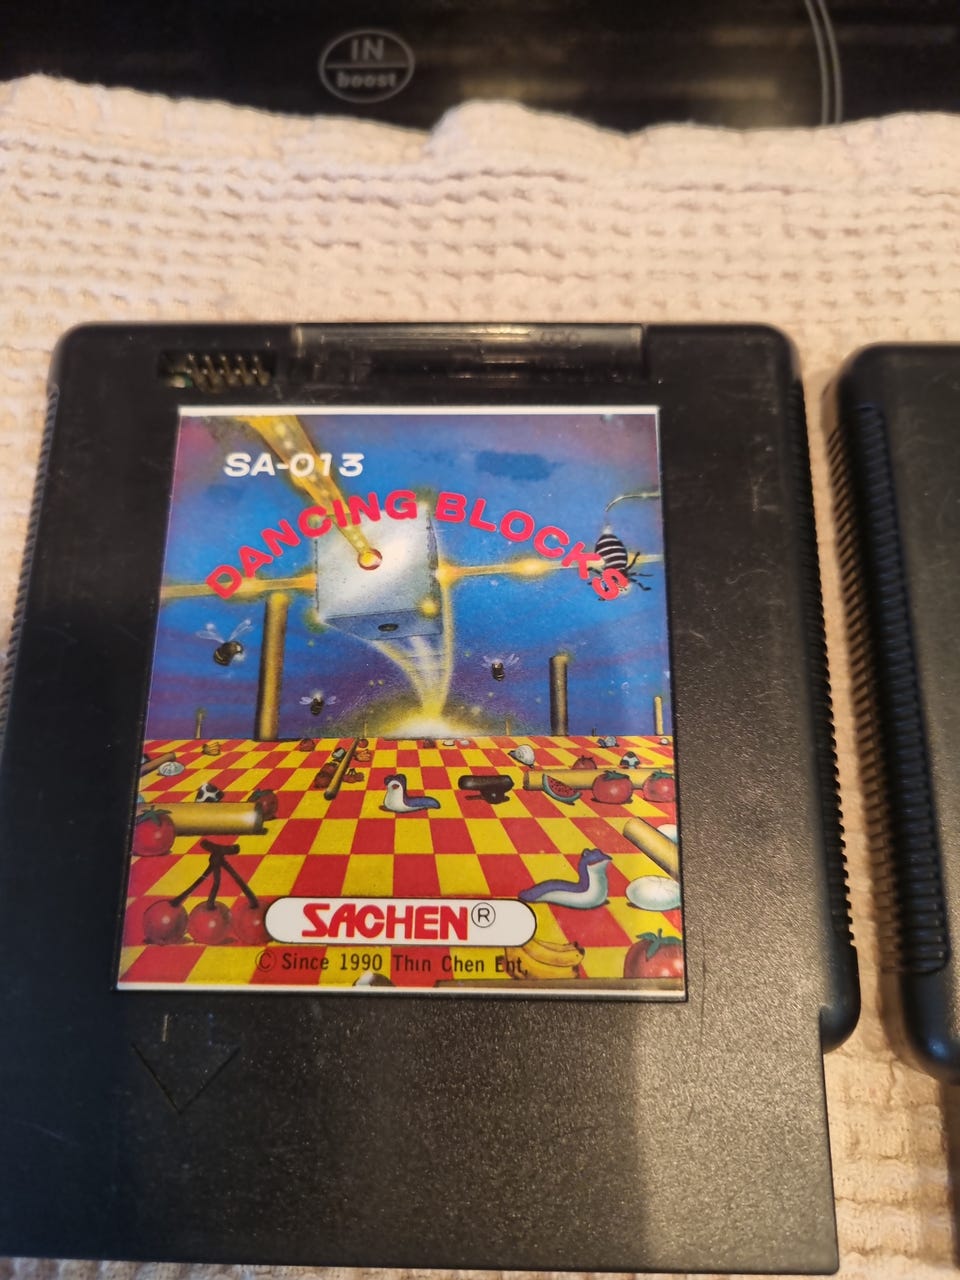 IN
boost
SA-013
DANCING BLOCKS
SACHEN®
© Since 1990 Thin Chen Ent,